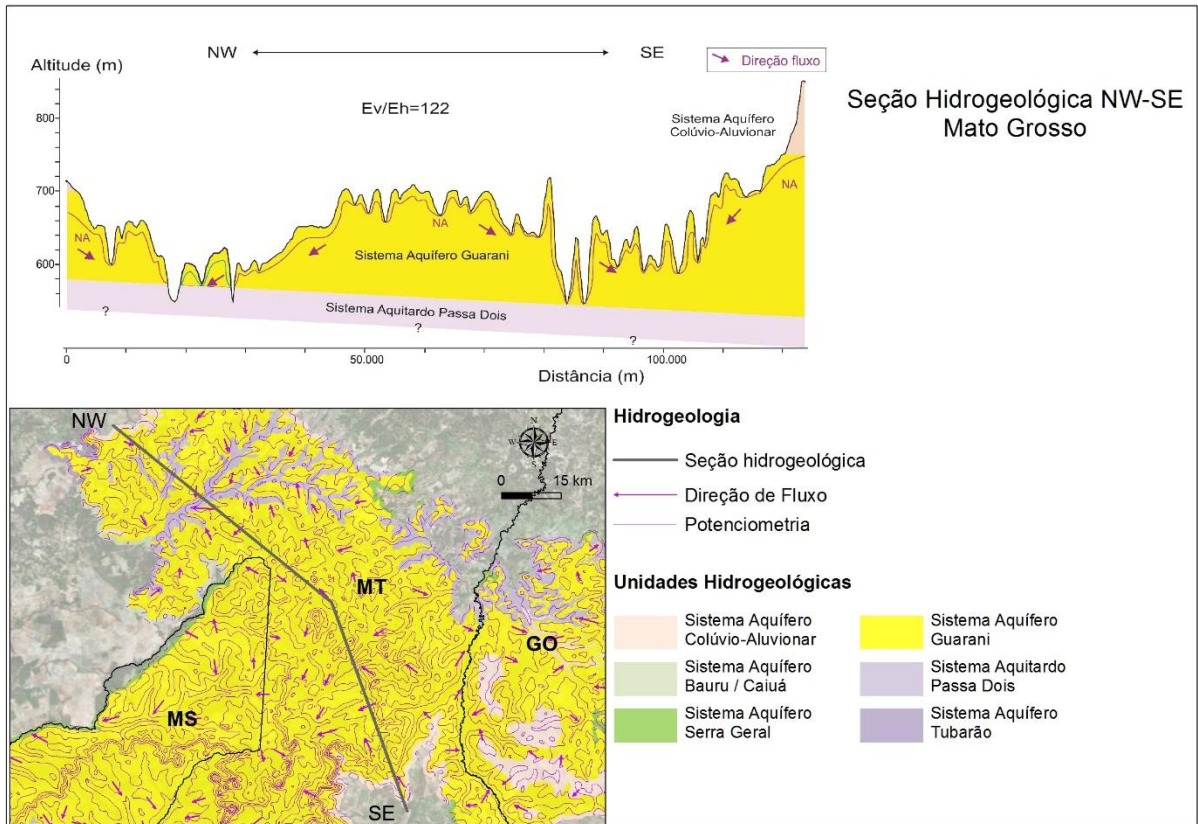 NW
SE
Direção fluxo
Altitude (m)
Ev/Eh=122
Seção Hidrogeológica NW-SE
Mato Grosso
Sistema Aquífero
Colúvio-Aluvionar
800
700
600
NA
NA
NA
Sistema Aquífero Guarani
Sistema Aquitardo Passa Dois
?
?
?
0
50.000
100.000
Distância (m)
NW
N
W
E
S
0 15 km
MT
GO
MS
SE
Hidrogeologia
Seção hidrogeológica
Direção de Fluxo
Potenciometria
Unidades Hidrogeológicas
Sistema Aquífero
Colúvio-Aluvionar
Sistema Aquífero
Guarani
Sistema Aquífero
Bauru / Caiuá
Sistema Aquitardo
Passa Dois
Sistema Aquífero
Serra Geral
Sistema Aquífero
Tubarão